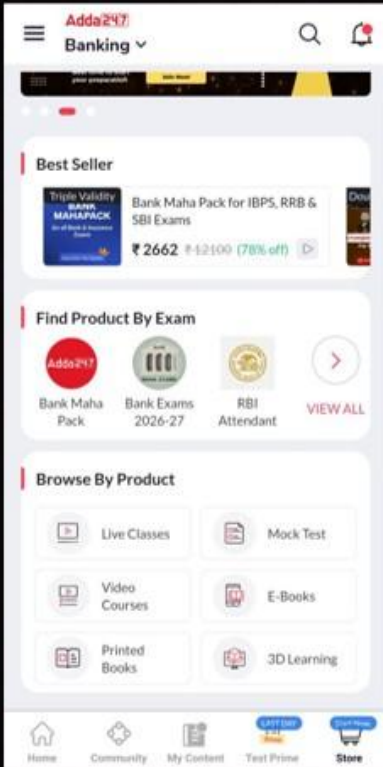 Adda247
Banking
your preparation
Best Seller
Triple Validity
BANK
MAHAPACK
Bank Maha Pack for IBPS, RRB &
SBI Exams
₹ 2662 ₹12100 (78% off)
Find Product By Exam
Adda247
Bank Maha
Pack
Bank Exams
2026-27
RBI
Attendant
VIEW ALL
Browse By Product
Live Classes
Mock Test
Video
Courses
E-Books
Printed
Books
3D Learning
LAST DAY
Home
Community
My Content
Test Prime
Store